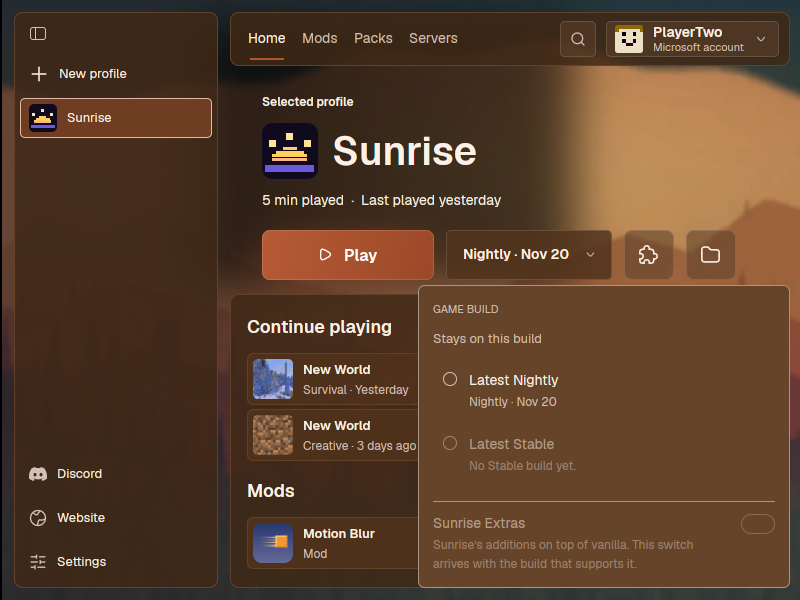 New profile
Sunrise
Discord
Website
Settings
Home Mods Packs Servers
PlayerTwo
Microsoft account
Selected profile
Sunrise
5 min played · Last played yesterday
Play
Nightly · Nov 20
Continue playing
New World
Survival · Yesterday
New World
Creative · 3 days ago
Mods
Motion Blur
Mod
GAME BUILD
Stays on this build
Latest Nightly
Nightly · Nov 20
Latest Stable
No Stable build yet.
Sunrise Extras
Sunrise's additions on top of vanilla. This switch
arrives with the build that supports it.